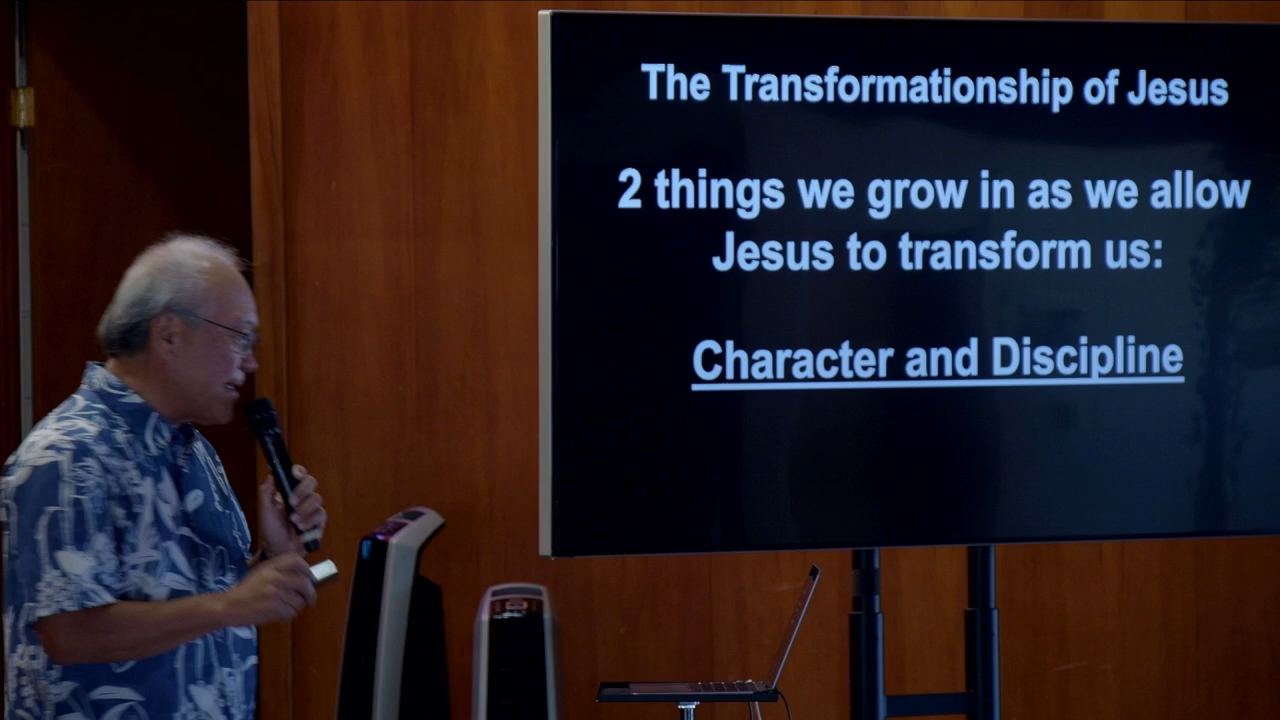 The Transformationship of Jesus
2 things we grow in as we allow
Jesus to transform us:
Character and Discipline